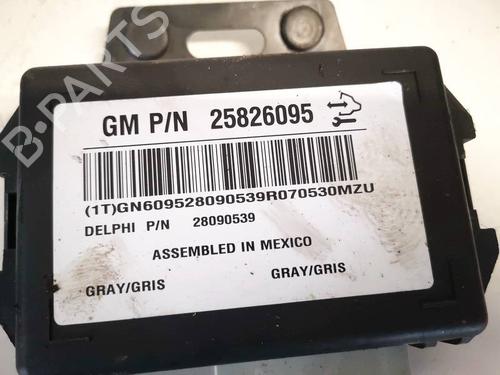 B-PARTS
GM P/N 25826095
(1T)GN609528090539R070530MZU
DELPHI P/N 28090539
ASSEMBLED IN MEXICO
GRAY/GRIS GRAY/GRIS